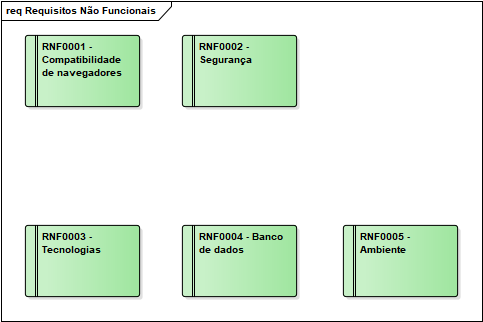 req Requisitos Não Funcionais
RNF0001 -
Compatibilidade
de navegadores
RNF0002 -
Segurança
RNF0003 -
Tecnologias
RNF0004 - Banco
de dados
RNF0005 -
Ambiente